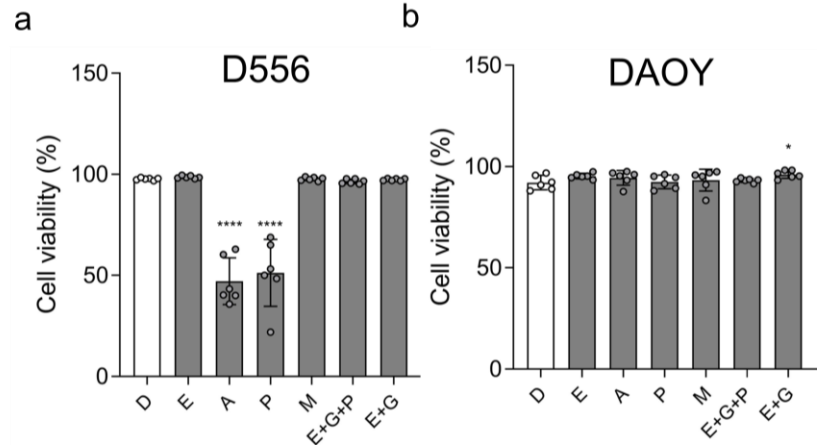 a
D556
Cell viability (%)
150
100
50
0
****
****
D
E
A
P
M
E+G+P
E+G
b
DAOY
Cell viability (%)
150
100
50
0
*
D
E
A
P
M
E+G+P
E+G